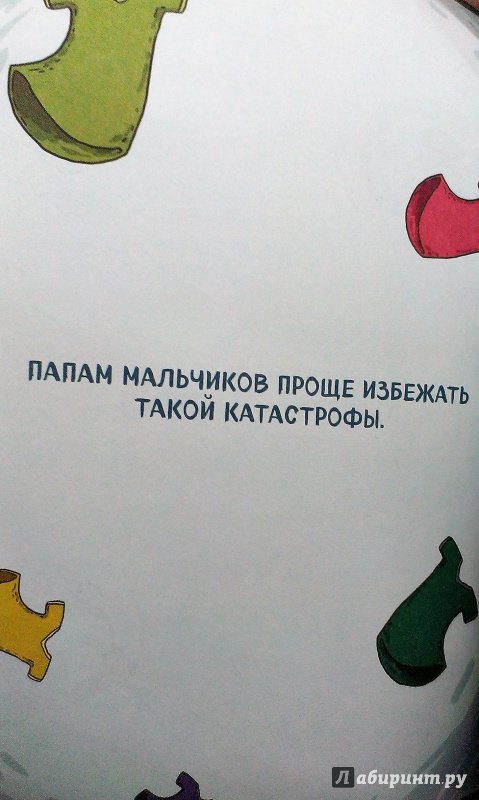 ПАПАМ МАЛЬЧИКОВ ПРОЩЕ ИЗБЕЖАТЬ
ТАКОЙ КАТАСТРОФЫ.
Лабиринт.ру